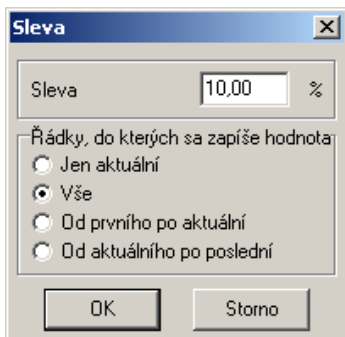 Sleva
Sleva 10,00 %
Řádky, do kterých sa zapíše hodnota
Jen aktuální
Vše
Od prvního po aktuální
Od aktuálního po poslední
OK Storno